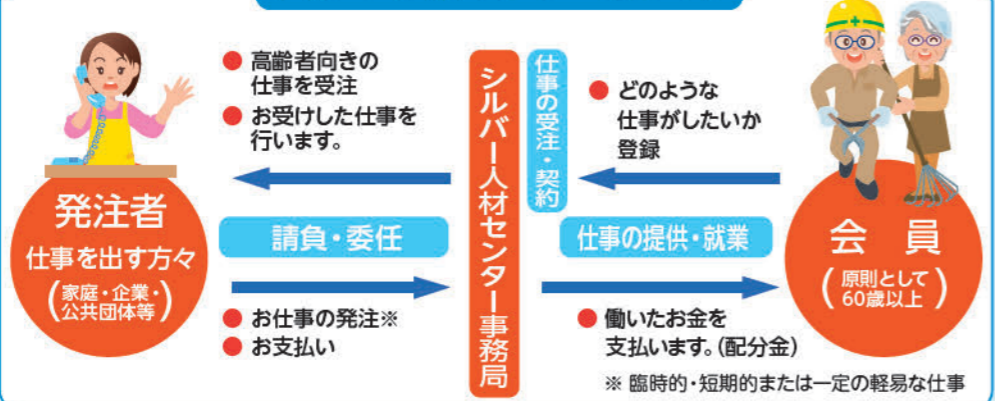 ● 高齢者向きの
仕事を受注
● お受けした仕事を
行います。
発注者
仕事を出す方々
(家庭・企業・
公共団体等)
請負・委任
● お仕事の発注※
● お支払い
シルバー人材センター事務局
仕事の受注・契約
● どのような
仕事がしたいか
登録
仕事の提供・就業
● 働いたお金を
支払います。(配分金)
会 員
(原則として
60歳以上)
※ 臨時的・短期的または一定の軽易な仕事